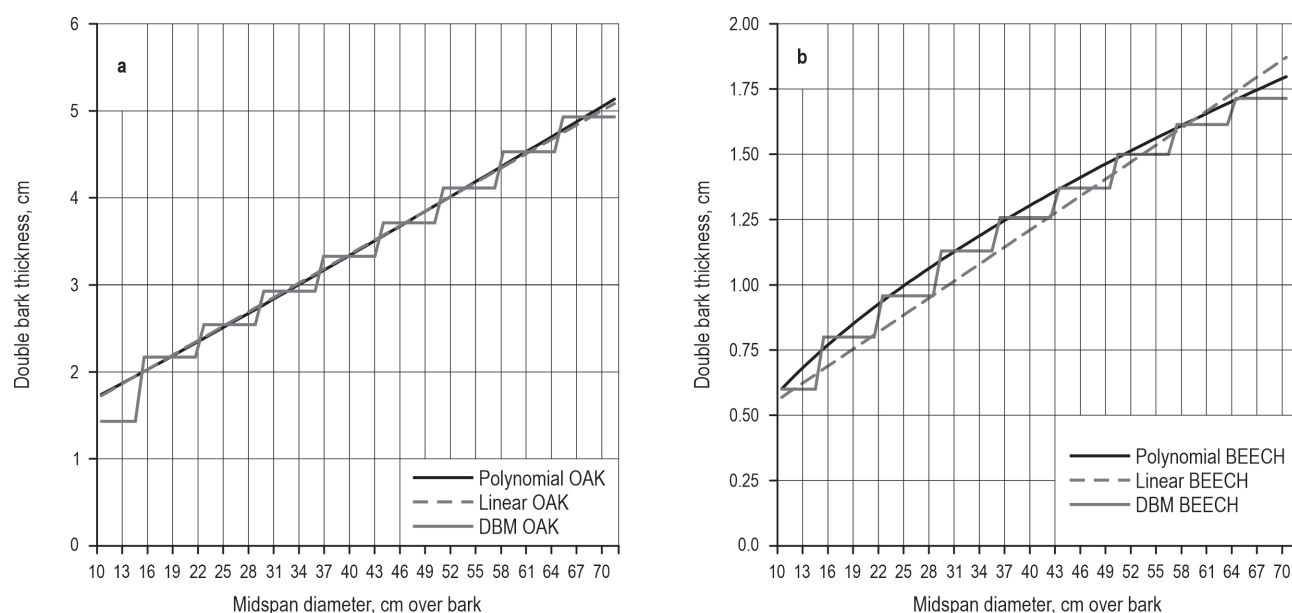 a
Double bark thickness, cm
6
5
4
3
2
1
0
Polynomial OAK
Linear OAK
DBM OAK
10 13 16 19 22 25 28 31 34 37 40 43 46 49 52 55 58 61 64 67 70
Midspan diameter, cm over bark
b
Double bark thickness, cm
2.00
1.75
1.50
1.25
1.00
0.75
0.50
0.25
0.0
Polynomial BEECH
Linear BEECH
DBM BEECH
10 13 16 19 22 25 28 31 34 37 40 43 46 49 52 55 58 61 64 67 70
Midspan diameter, cm over bark